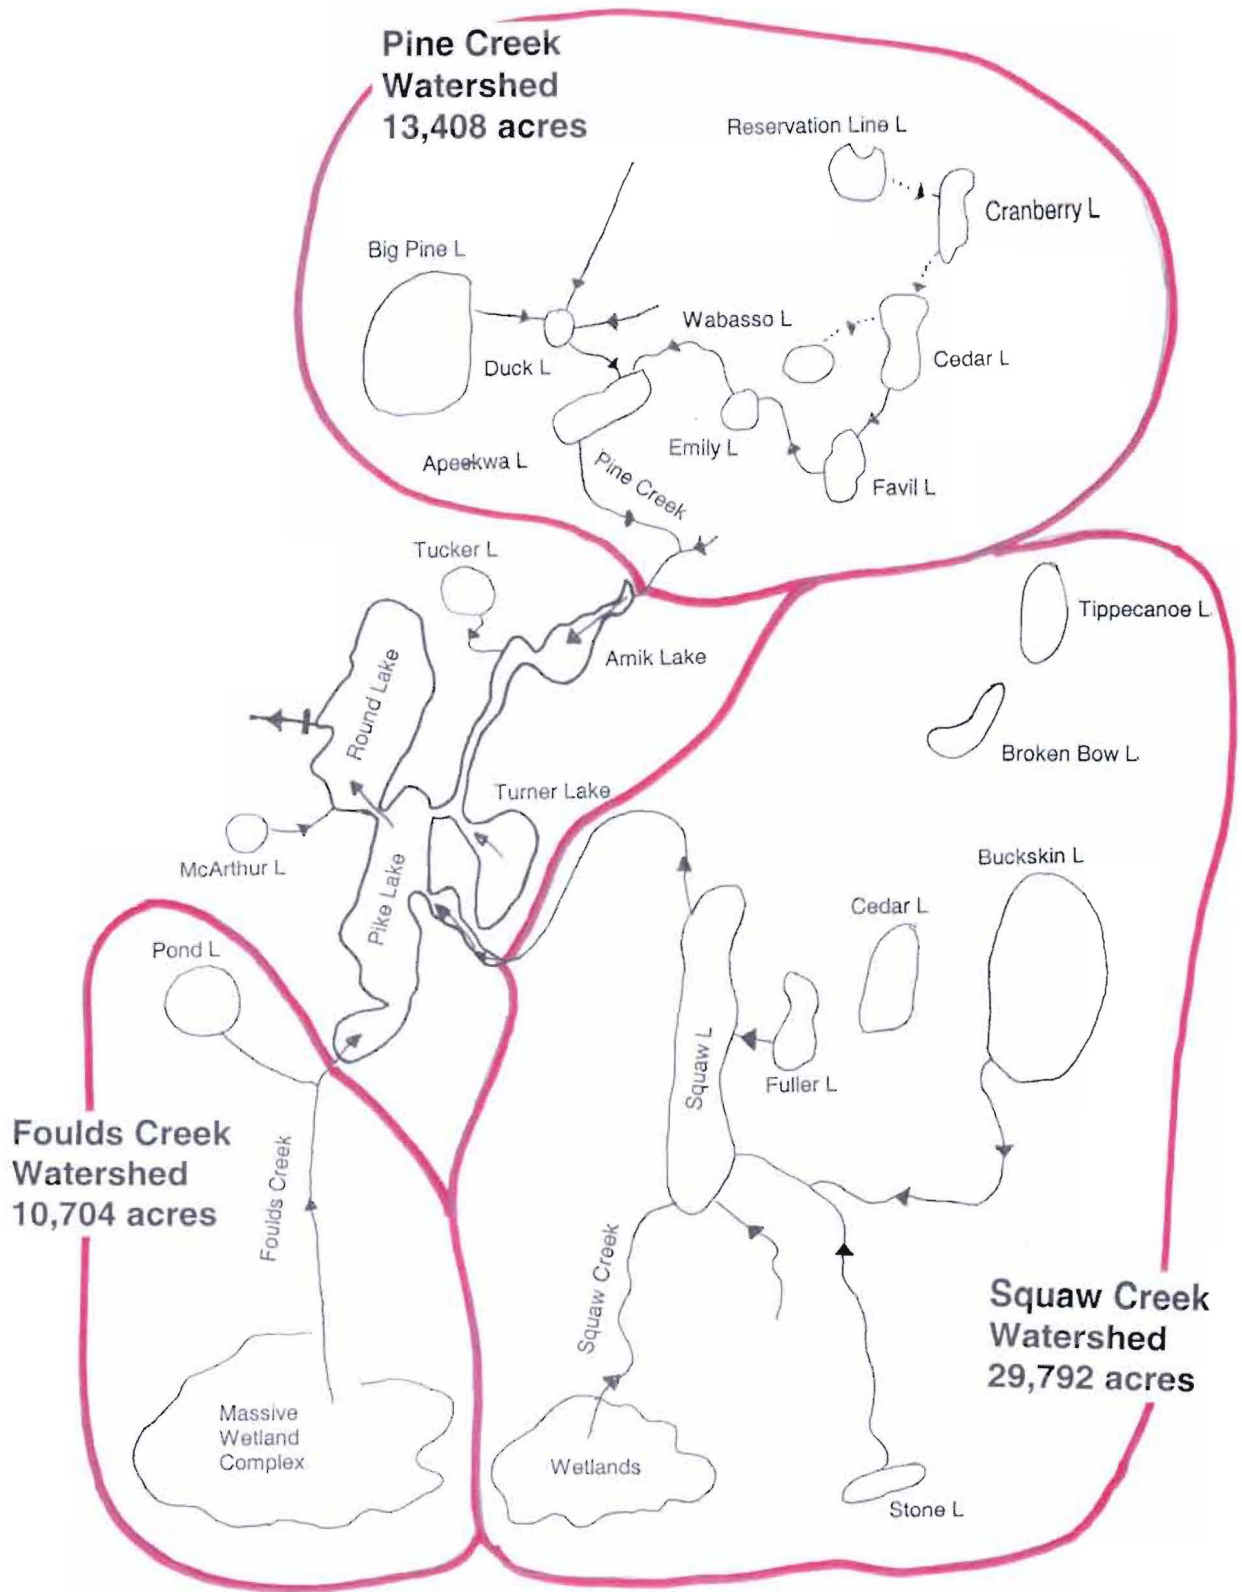 Pine Creek
Watershed
13,408 acres
Reservation Line L
Cranberry L
Big Pine L
Wabasso L
Duck L
Cedar L
Emily L
Apeekwa L
Pine Creek
Favil L
Tucker L
Tippecanoe L
Amik Lake
Round Lake
Broken Bow L
Turner Lake
McArthur L
Buckskin L
Pike Lake
Cedar L
Pond L
Squaw L
Fuller L
Foulds Creek
Watershed
10,704 acres
Foulds Creek
Squaw Creek
Squaw Creek
Watershed
29,792 acres
Massive
Wetland
Complex
Wetlands
Stone L